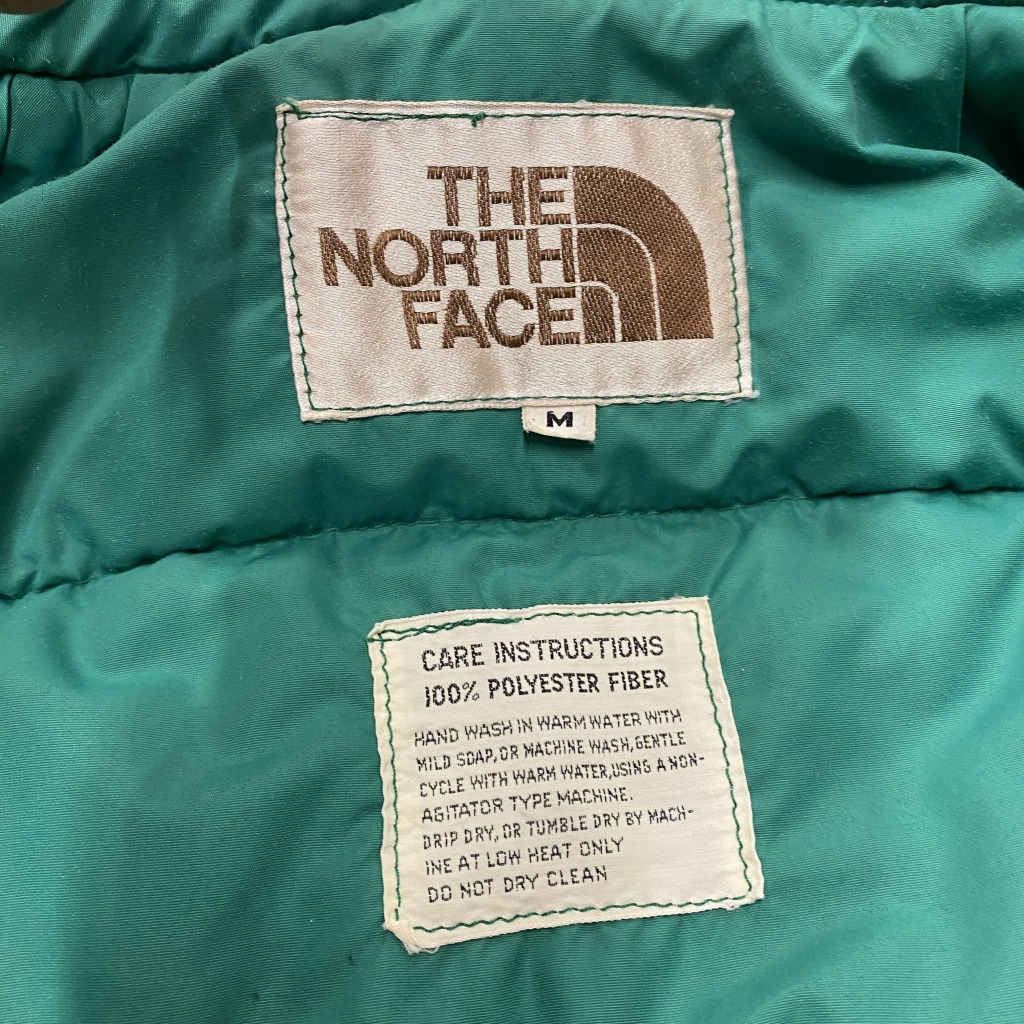 THE
NORTH
FACE
M
CARE INSTRUCTIONS
100% POLYESTER FIBER
HAND WASH IN WARM WATER WITH
MILD SOAP, OR MACHINE WASH, GENTLE
CYCLE WITH WARM WATER, USING A NON-
AGITATOR TYPE MACHINE.
DRIP DRY, OR TUMBLE DRY BY MACH-
INE AT LOW HEAT ONLY
DO NOT DRY CLEAN